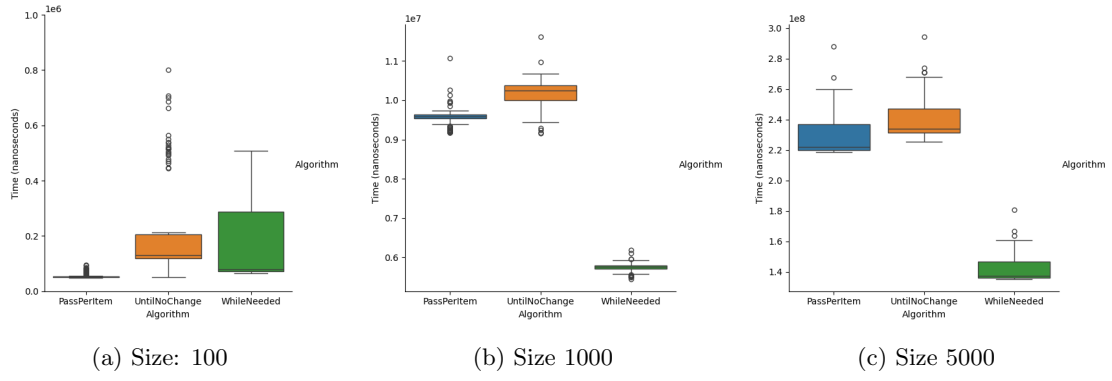 1e6
1.0
0.8
0.6
0.4
0.2
0.0
Time (nanoseconds)
PassPerItem UntilNoChange WhileNeeded
Algorithm
Algorithm
(a) Size: 100
1e7
1.1
1.0
0.9
0.8
0.7
0.6
Time (nanoseconds)
PassPerItem UntilNoChange WhileNeeded
Algorithm
Algorithm
(b) Size 1000
1e8
3.0
2.8
2.6
2.4
2.2
2.0
1.8
1.6
1.4
Time (nanoseconds)
PassPerItem UntilNoChange WhileNeeded
Algorithm
Algorithm
(c) Size 5000